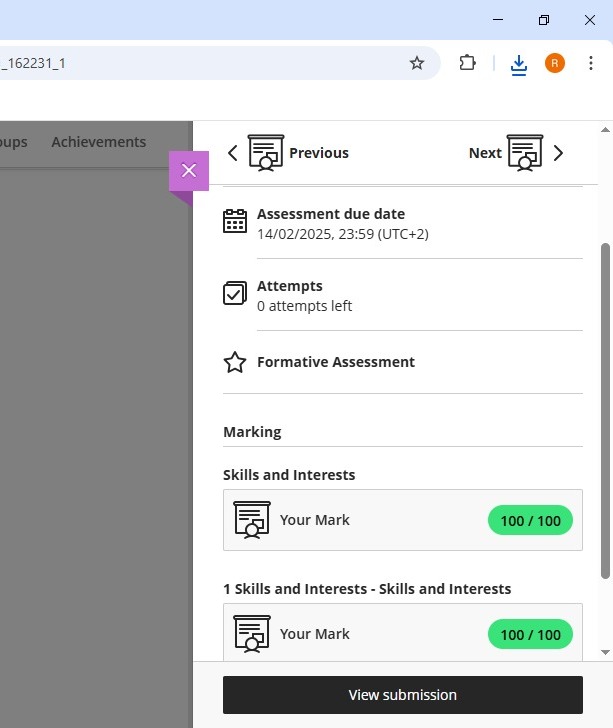 _162231_1
R
oups
Achievements
Previous
Next
Assessment due date
14/02/2025, 23:59 (UTC+2)
Attempts
0 attempts left
Formative Assessment
Marking
Skills and Interests
Your Mark
100 / 100
1 Skills and Interests - Skills and Interests
Your Mark
100 / 100
View submission